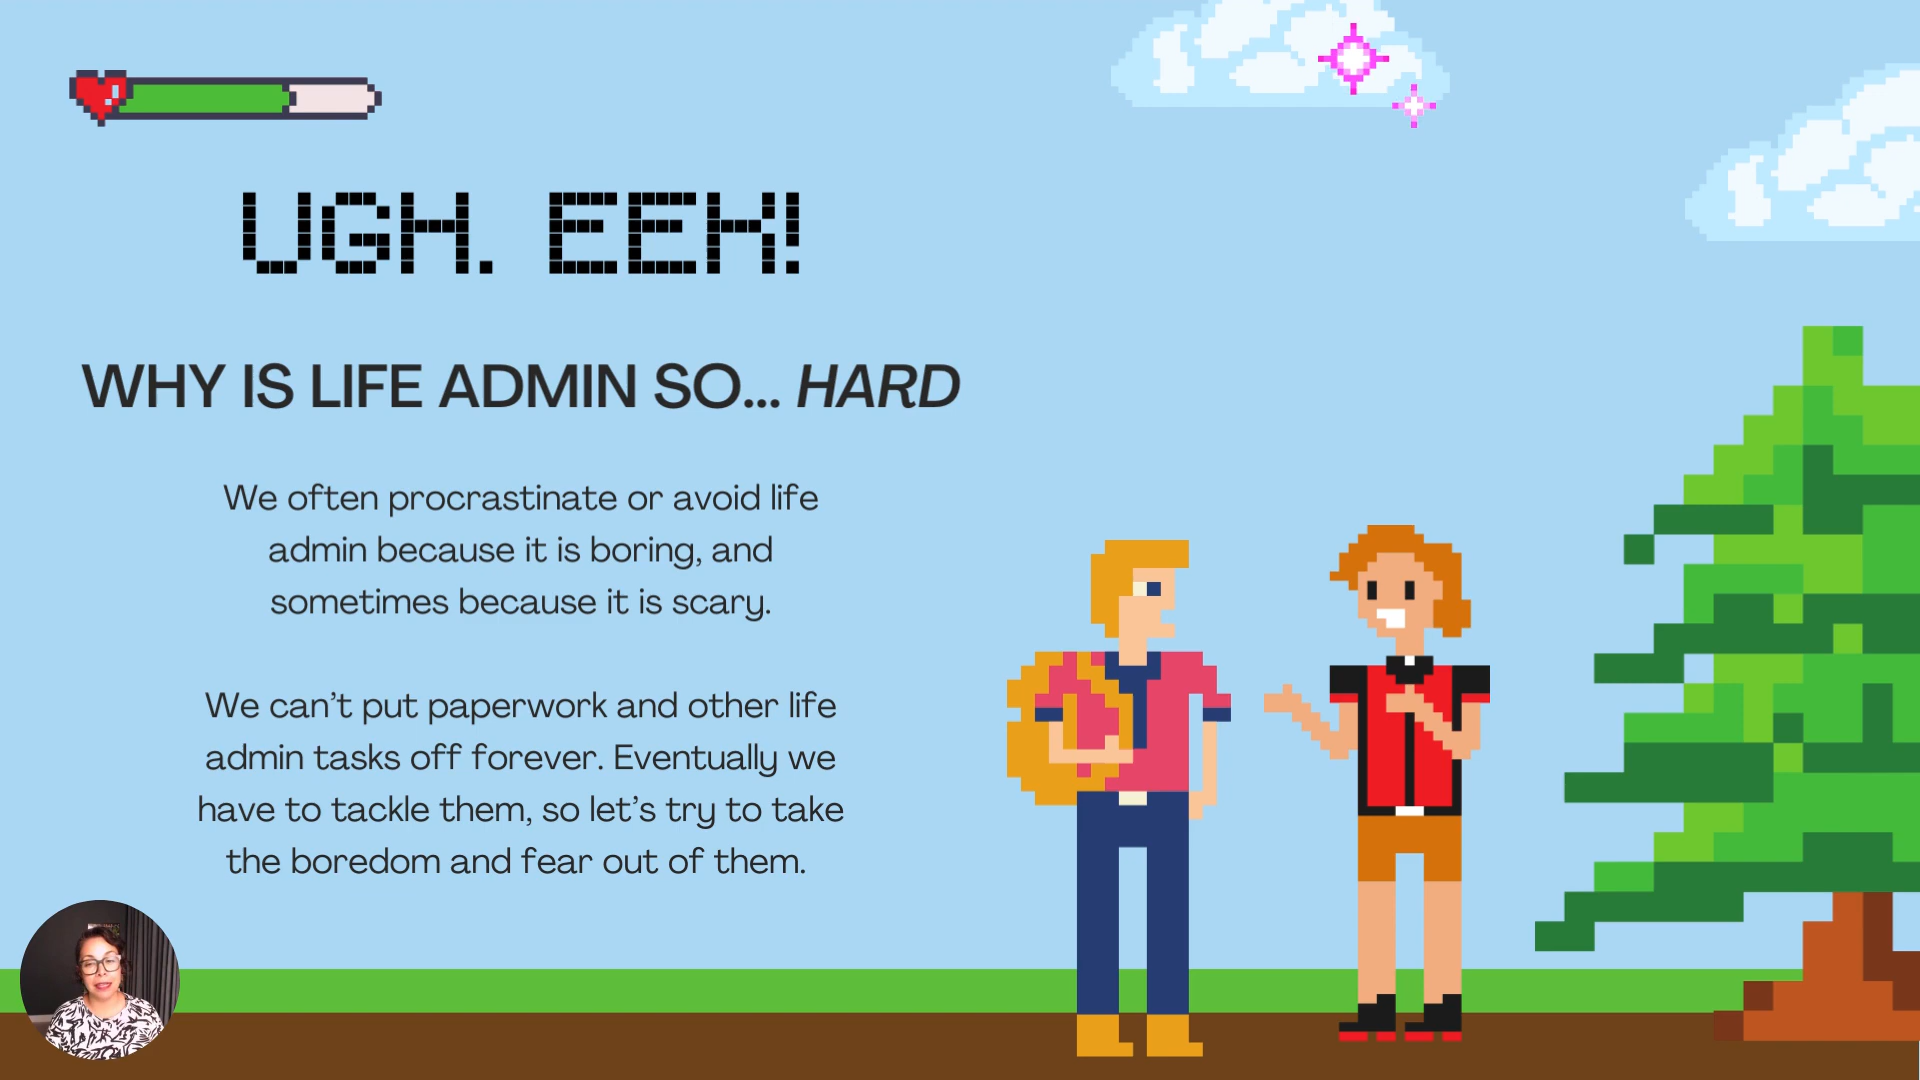 UGH. EEK!
WHY IS LIFE ADMIN SO... HARD
We often procrastinate or avoid life
admin because it is boring, and
sometimes because it is scary.
We can’t put paperwork and other life
admin tasks off forever. Eventually we
have to tackle them, so let’s try to take
the boredom and fear out of them.